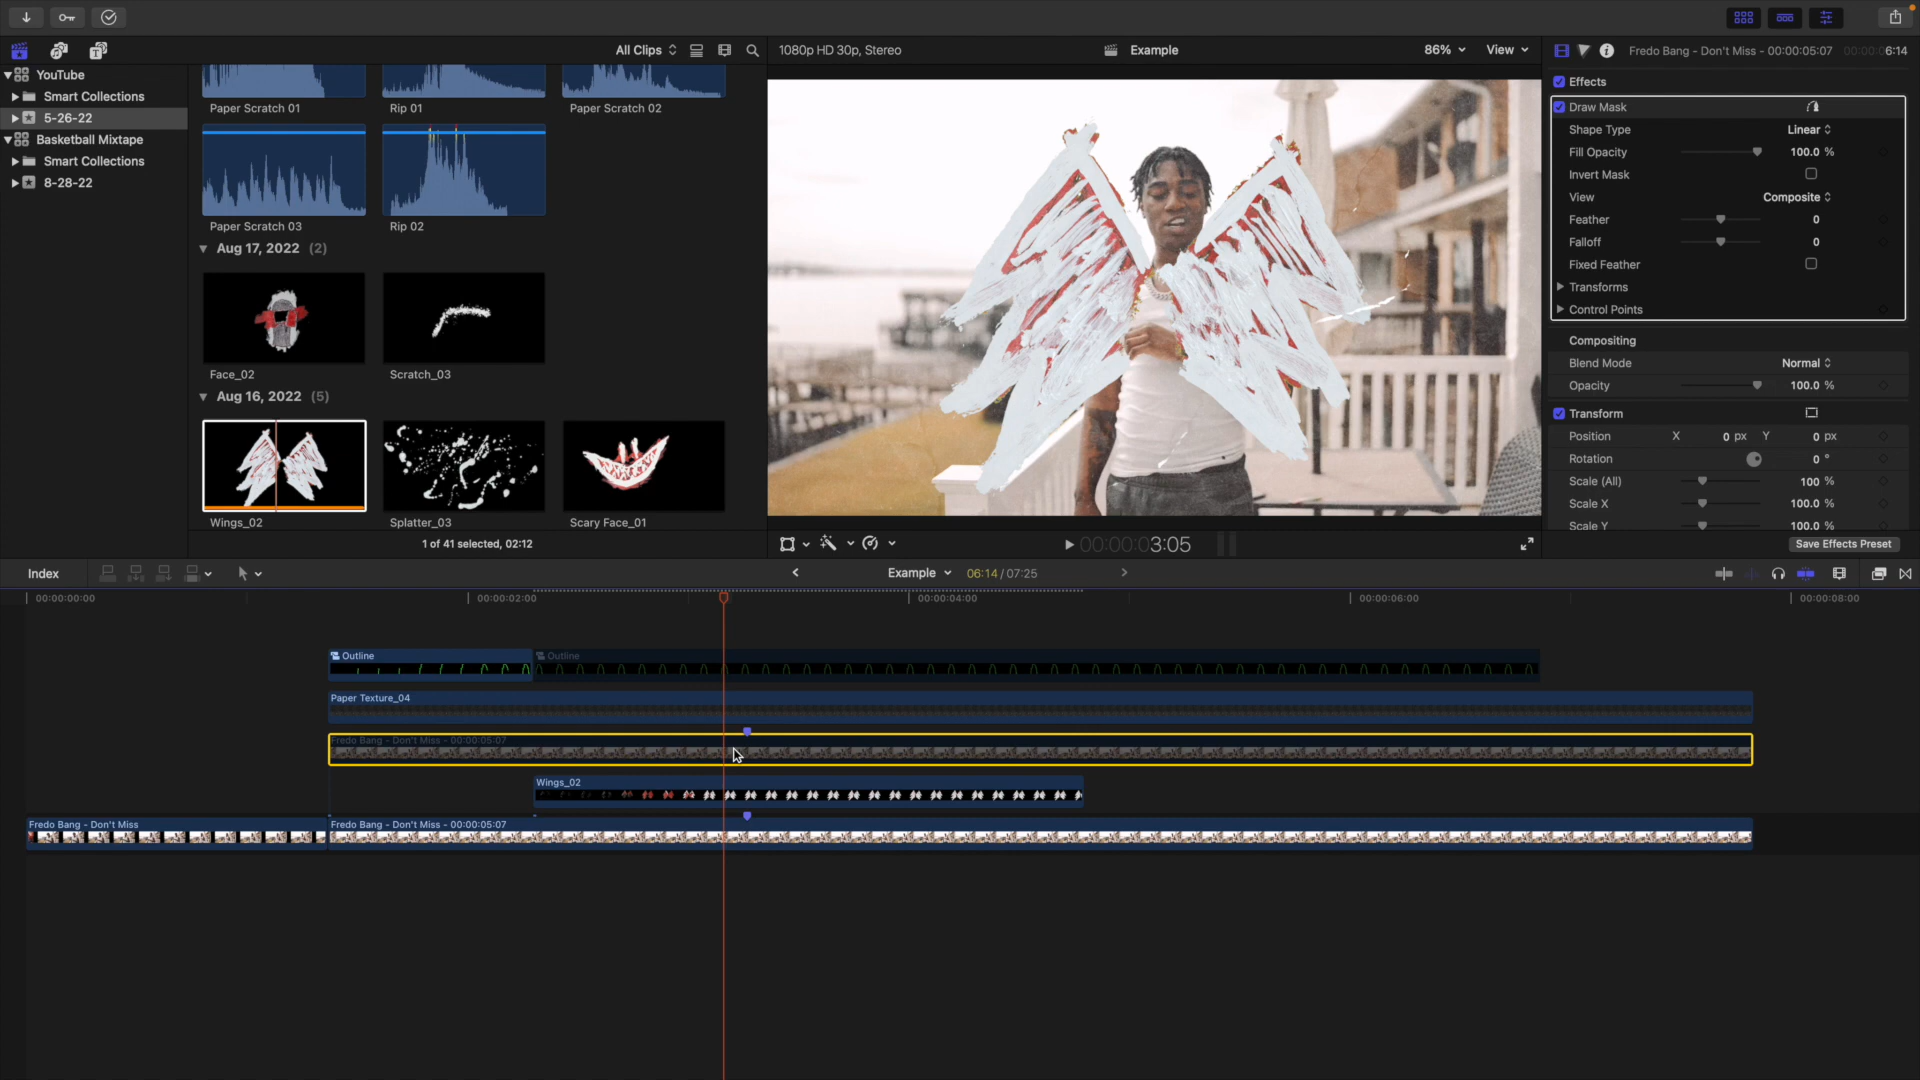 All Clips
1080p HD 30p, Stereo
Example
86%
View
Fredo Bang - Don't Miss - 00:00:05:07
00:00:06:14
YouTube
Smart Collections
5-26-22
Basketball Mixtape
Smart Collections
8-28-22
Paper Scratch 01
Rip 01
Paper Scratch 02
Paper Scratch 03
Rip 02
Aug 17, 2022 (2)
Face_02
Scratch_03
Aug 16, 2022 (5)
Wings_02
Splatter_03
Scary Face_01
1 of 41 selected, 02:12
00:00:03:05
Effects
Draw Mask
Shape Type Linear
Fill Opacity 100.0 %
Invert Mask
View Composite
Feather 0
Falloff 0
Fixed Feather
Transforms
Control Points
Compositing
Blend Mode Normal
Opacity 100.0 %
Transform
Position X 0 px Y 0 px
Rotation 0 °
Scale (All) 100 %
Scale X 100.0 %
Scale Y 100.0 %
Save Effects Preset
Index
Example
06:14 / 07:25
00:00:00:00
00:00:02:00
00:00:04:00
00:00:06:00
00:00:08:00
Outline
Outline
Paper Texture_04
Fredo Bang - Don't Miss - 00:00:05:07
Wings_02
Fredo Bang - Don't Miss
Fredo Bang - Don't Miss - 00:00:05:07